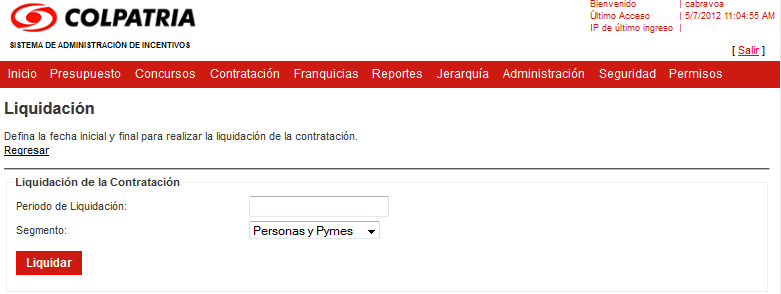 COLPATRIA
SISTEMA DE ADMINISTRACIÓN DE INCENTIVOS
Bienvenido | cabravoa
Último Acceso | 5/7/2012 11:04:55 AM
IP de último ingreso |
[ Salir ]
Inicio Presupuesto Concursos Contratación Franquicias Reportes Jerarquía Administración Seguridad Permisos
Liquidación
Defina la fecha inicial y final para realizar la liquidación de la contratación.
Regresar
Liquidación de la Contratación
Periodo de Liquidación:
Segmento: Personas y Pymes
Liquidar